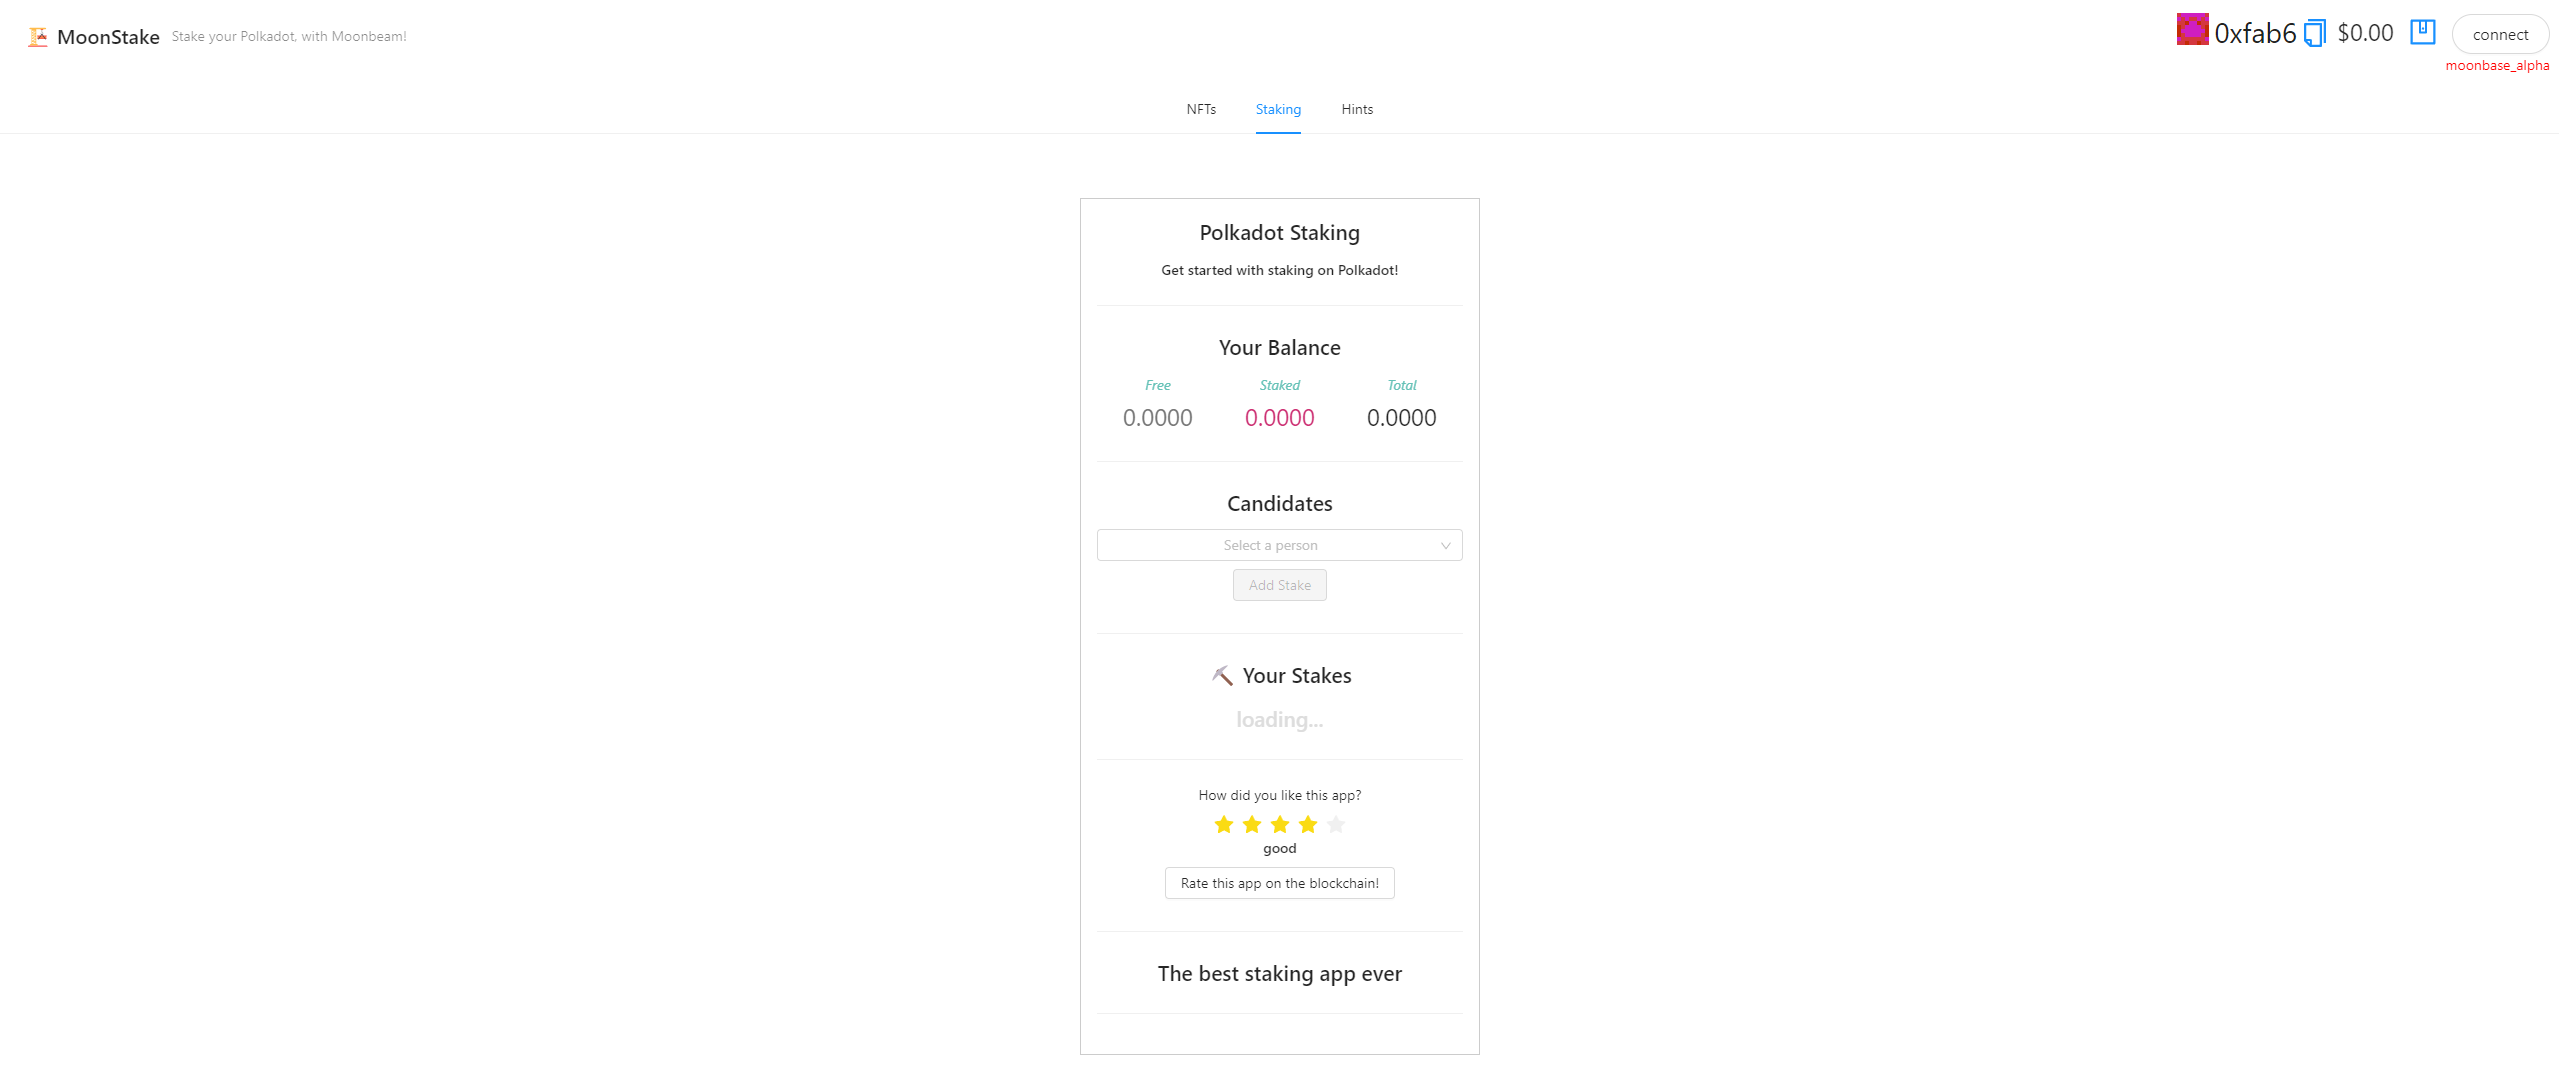 MoonStake Stake your Polkadot, with Moonbeam!
0xfab6 $0.00 connect
moonbase_alpha
NFTs Staking Hints
Polkadot Staking
Get started with staking on Polkadot!
Your Balance
Free Staked Total
0.0000 0.0000 0.0000
Candidates
Select a person
Add Stake
Your Stakes
loading...
How did you like this app?
good
Rate this app on the blockchain!
The best staking app ever